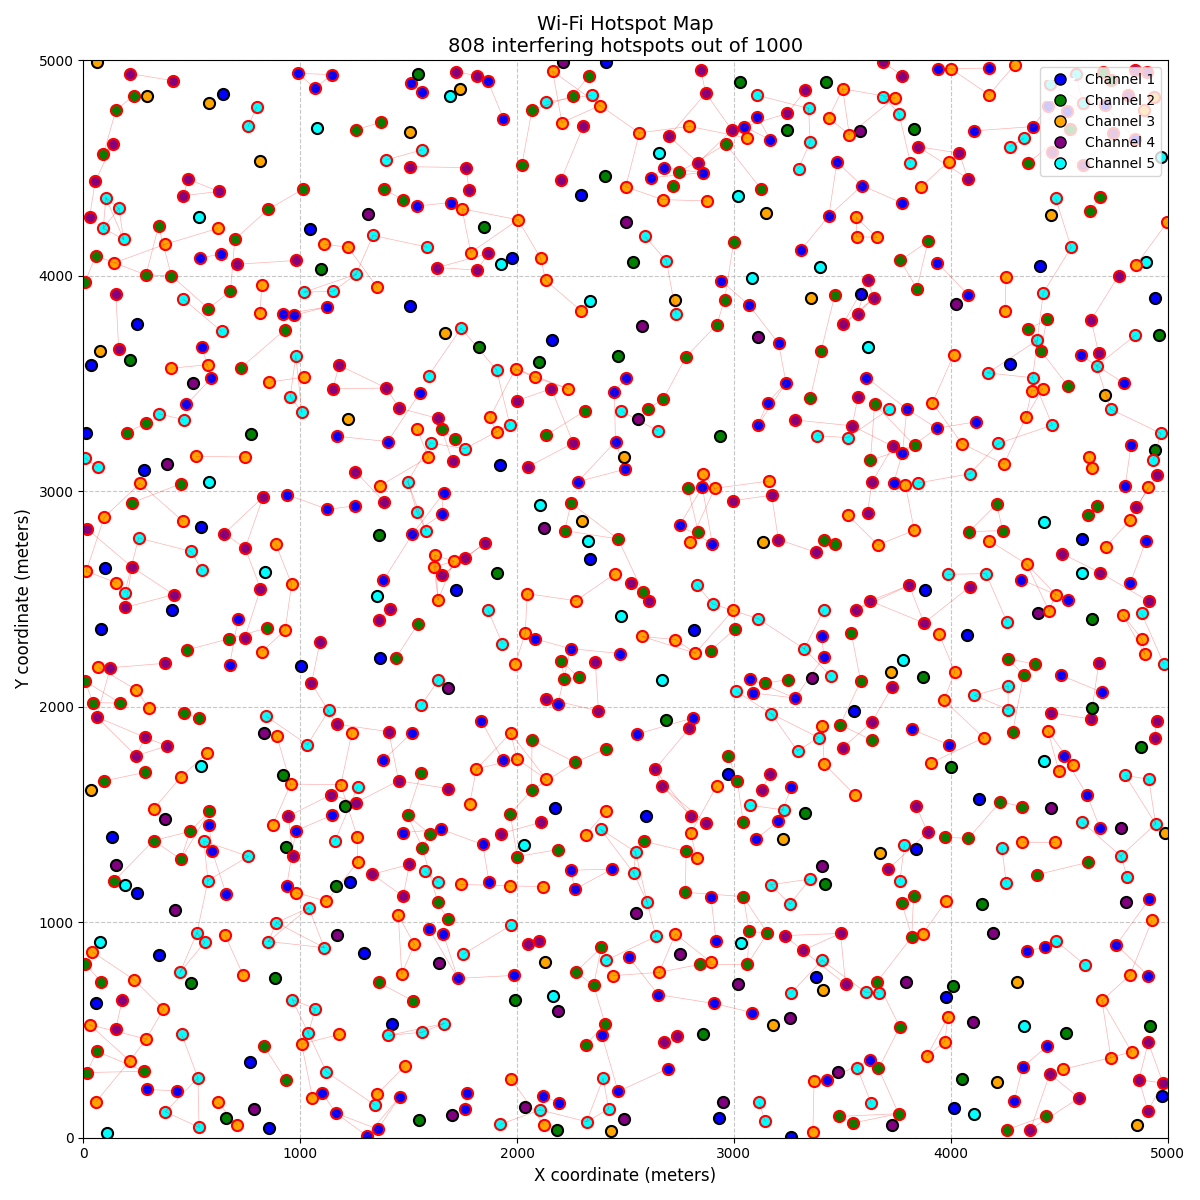 Wi-Fi Hotspot Map
808 interfering hotspots out of 1000
Channel 1
Channel 2
Channel 3
Channel 4
Channel 5
Y coordinate (meters)
5000
4000
3000
2000
1000
0
0
1000
2000
3000
4000
5000
X coordinate (meters)